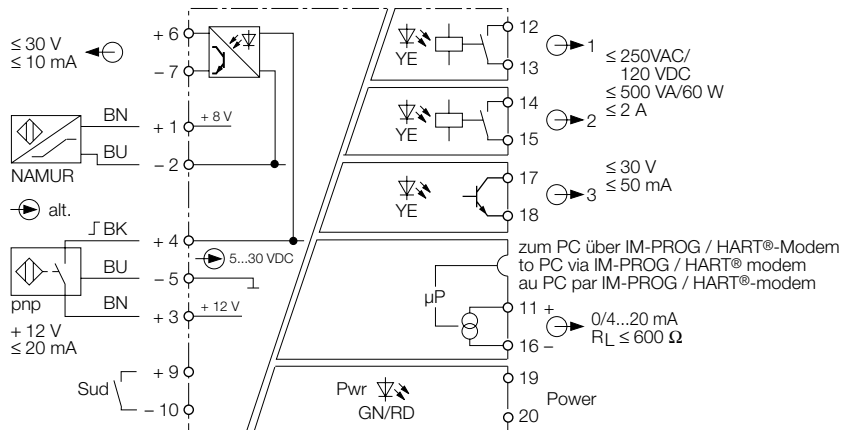 ≤ 30 V
≤ 10 mA
+ 6
– 7
BN
+ 1
+ 8 V
BU
– 2
NAMUR
alt.
BK
+ 4
5...30 VDC
BU
– 5
pnp
BN
+ 3
+ 12 V
+ 12 V
≤ 20 mA
Sud
+ 9
– 10
YE
12
13
1
≤ 250VAC/
120 VDC
≤ 500 VA/60 W
≤ 2 A
YE
14
15
2
YE
17
18
3
≤ 30 V
≤ 50 mA
zum PC über IM-PROG / HART®-Modem
to PC via IM-PROG / HART® modem
au PC par IM-PROG / HART®-modem
µP
11 +
16 –
0/4...20 mA
RL ≤ 600 Ω
Pwr
GN/RD
19
20
Power